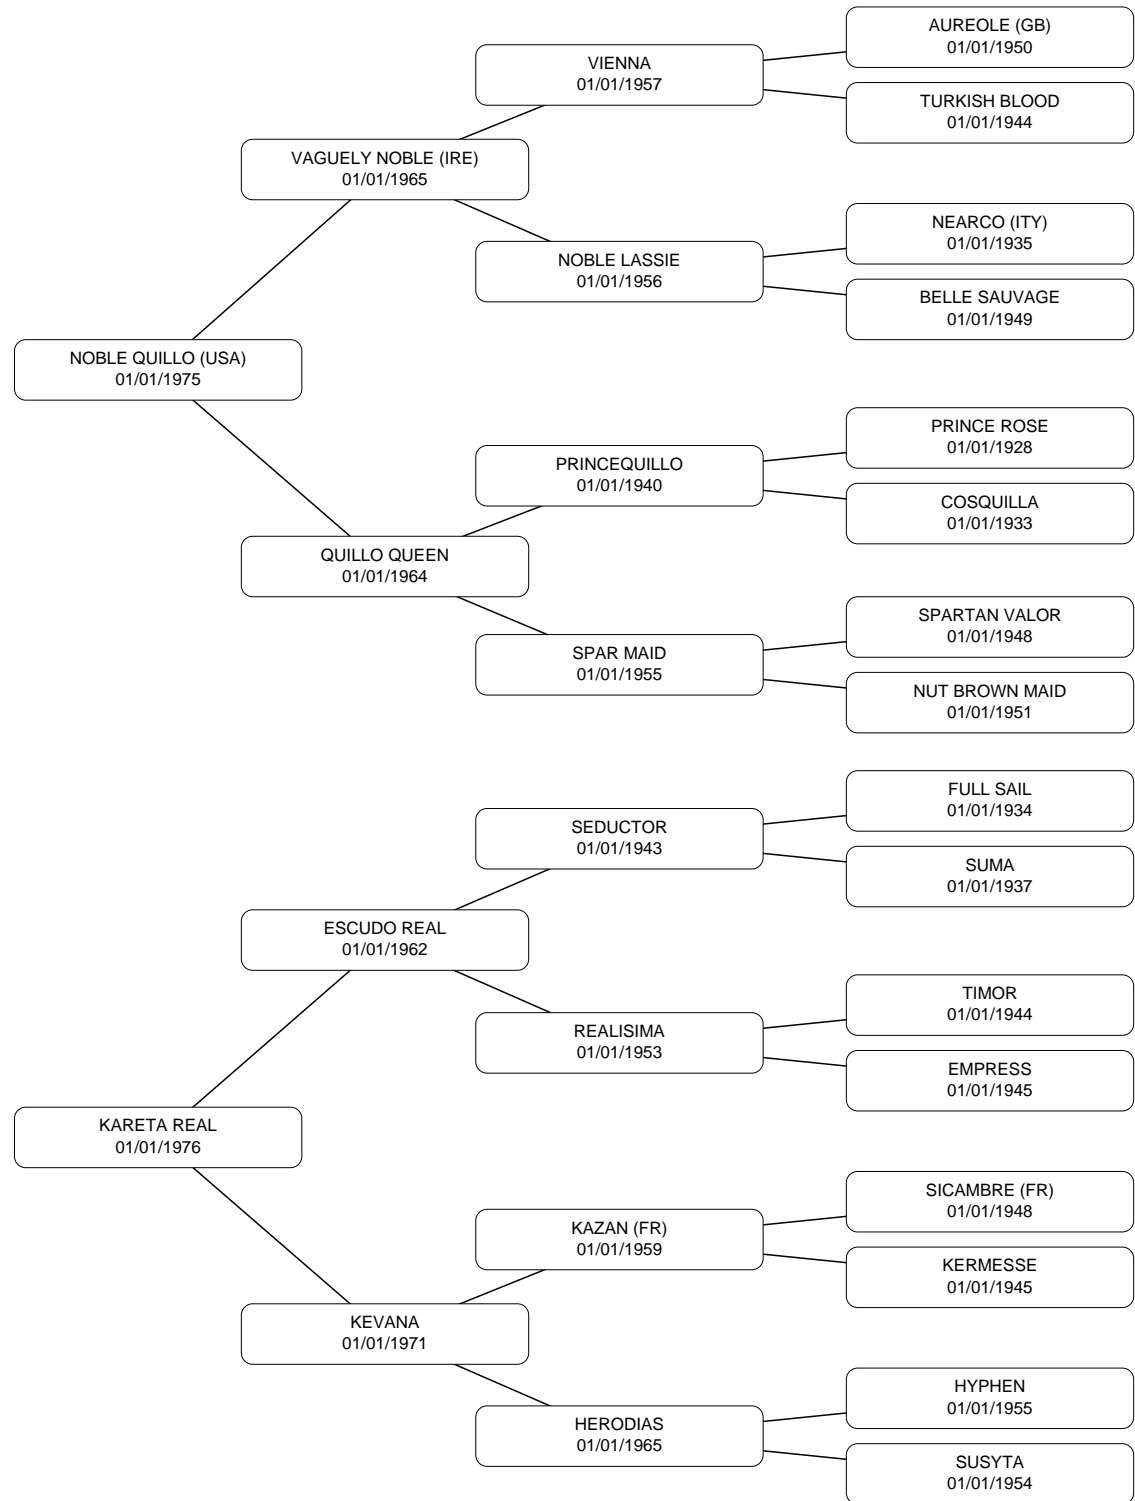 AUREOLE (GB)
01/01/1950
VIENNA
01/01/1957
TURKISH BLOOD
01/01/1944
VAGUELY NOBLE (IRE)
01/01/1965
NEARCO (ITY)
01/01/1935
NOBLE LASSIE
01/01/1956
BELLE SAUVAGE
01/01/1949
NOBLE QUILLO (USA)
01/01/1975
PRINCE ROSE
01/01/1928
PRINCEQUILLO
01/01/1940
COSQUILLA
01/01/1933
QUILLO QUEEN
01/01/1964
SPARTAN VALOR
01/01/1948
SPAR MAID
01/01/1955
NUT BROWN MAID
01/01/1951
FULL SAIL
01/01/1934
SEDUCTOR
01/01/1943
SUMA
01/01/1937
ESCUDO REAL
01/01/1962
TIMOR
01/01/1944
REALISIMA
01/01/1953
EMPRESS
01/01/1945
KARETA REAL
01/01/1976
SICAMBRE (FR)
01/01/1948
KAZAN (FR)
01/01/1959
KERMESSE
01/01/1945
KEVANA
01/01/1971
HYPHEN
01/01/1955
HERODIAS
01/01/1965
SUSYTA
01/01/1954